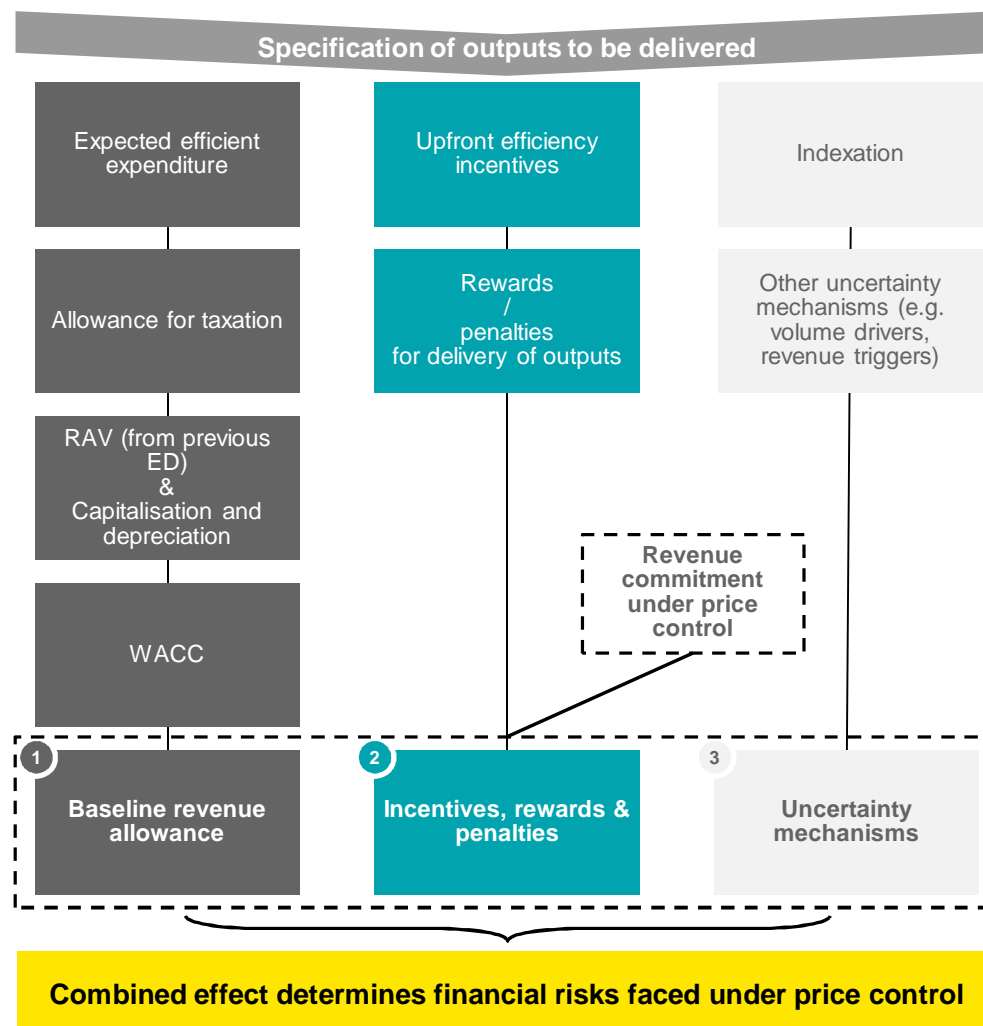 Specification of outputs to be delivered
Expected efficient
expenditure
Upfront efficiency
incentives
Indexation
Allowance for taxation
Rewards
/
penalties
for delivery of outputs
Other uncertainty
mechanisms (e.g.
volume drivers,
revenue triggers)
RAV (from previous
ED)
&
Capitalisation and
depreciation
Revenue
commitment
under price
control
WACC
1
Baseline revenue
allowance
2
Incentives, rewards &
penalties
3
Uncertainty
mechanisms
Combined effect determines financial risks faced under price control